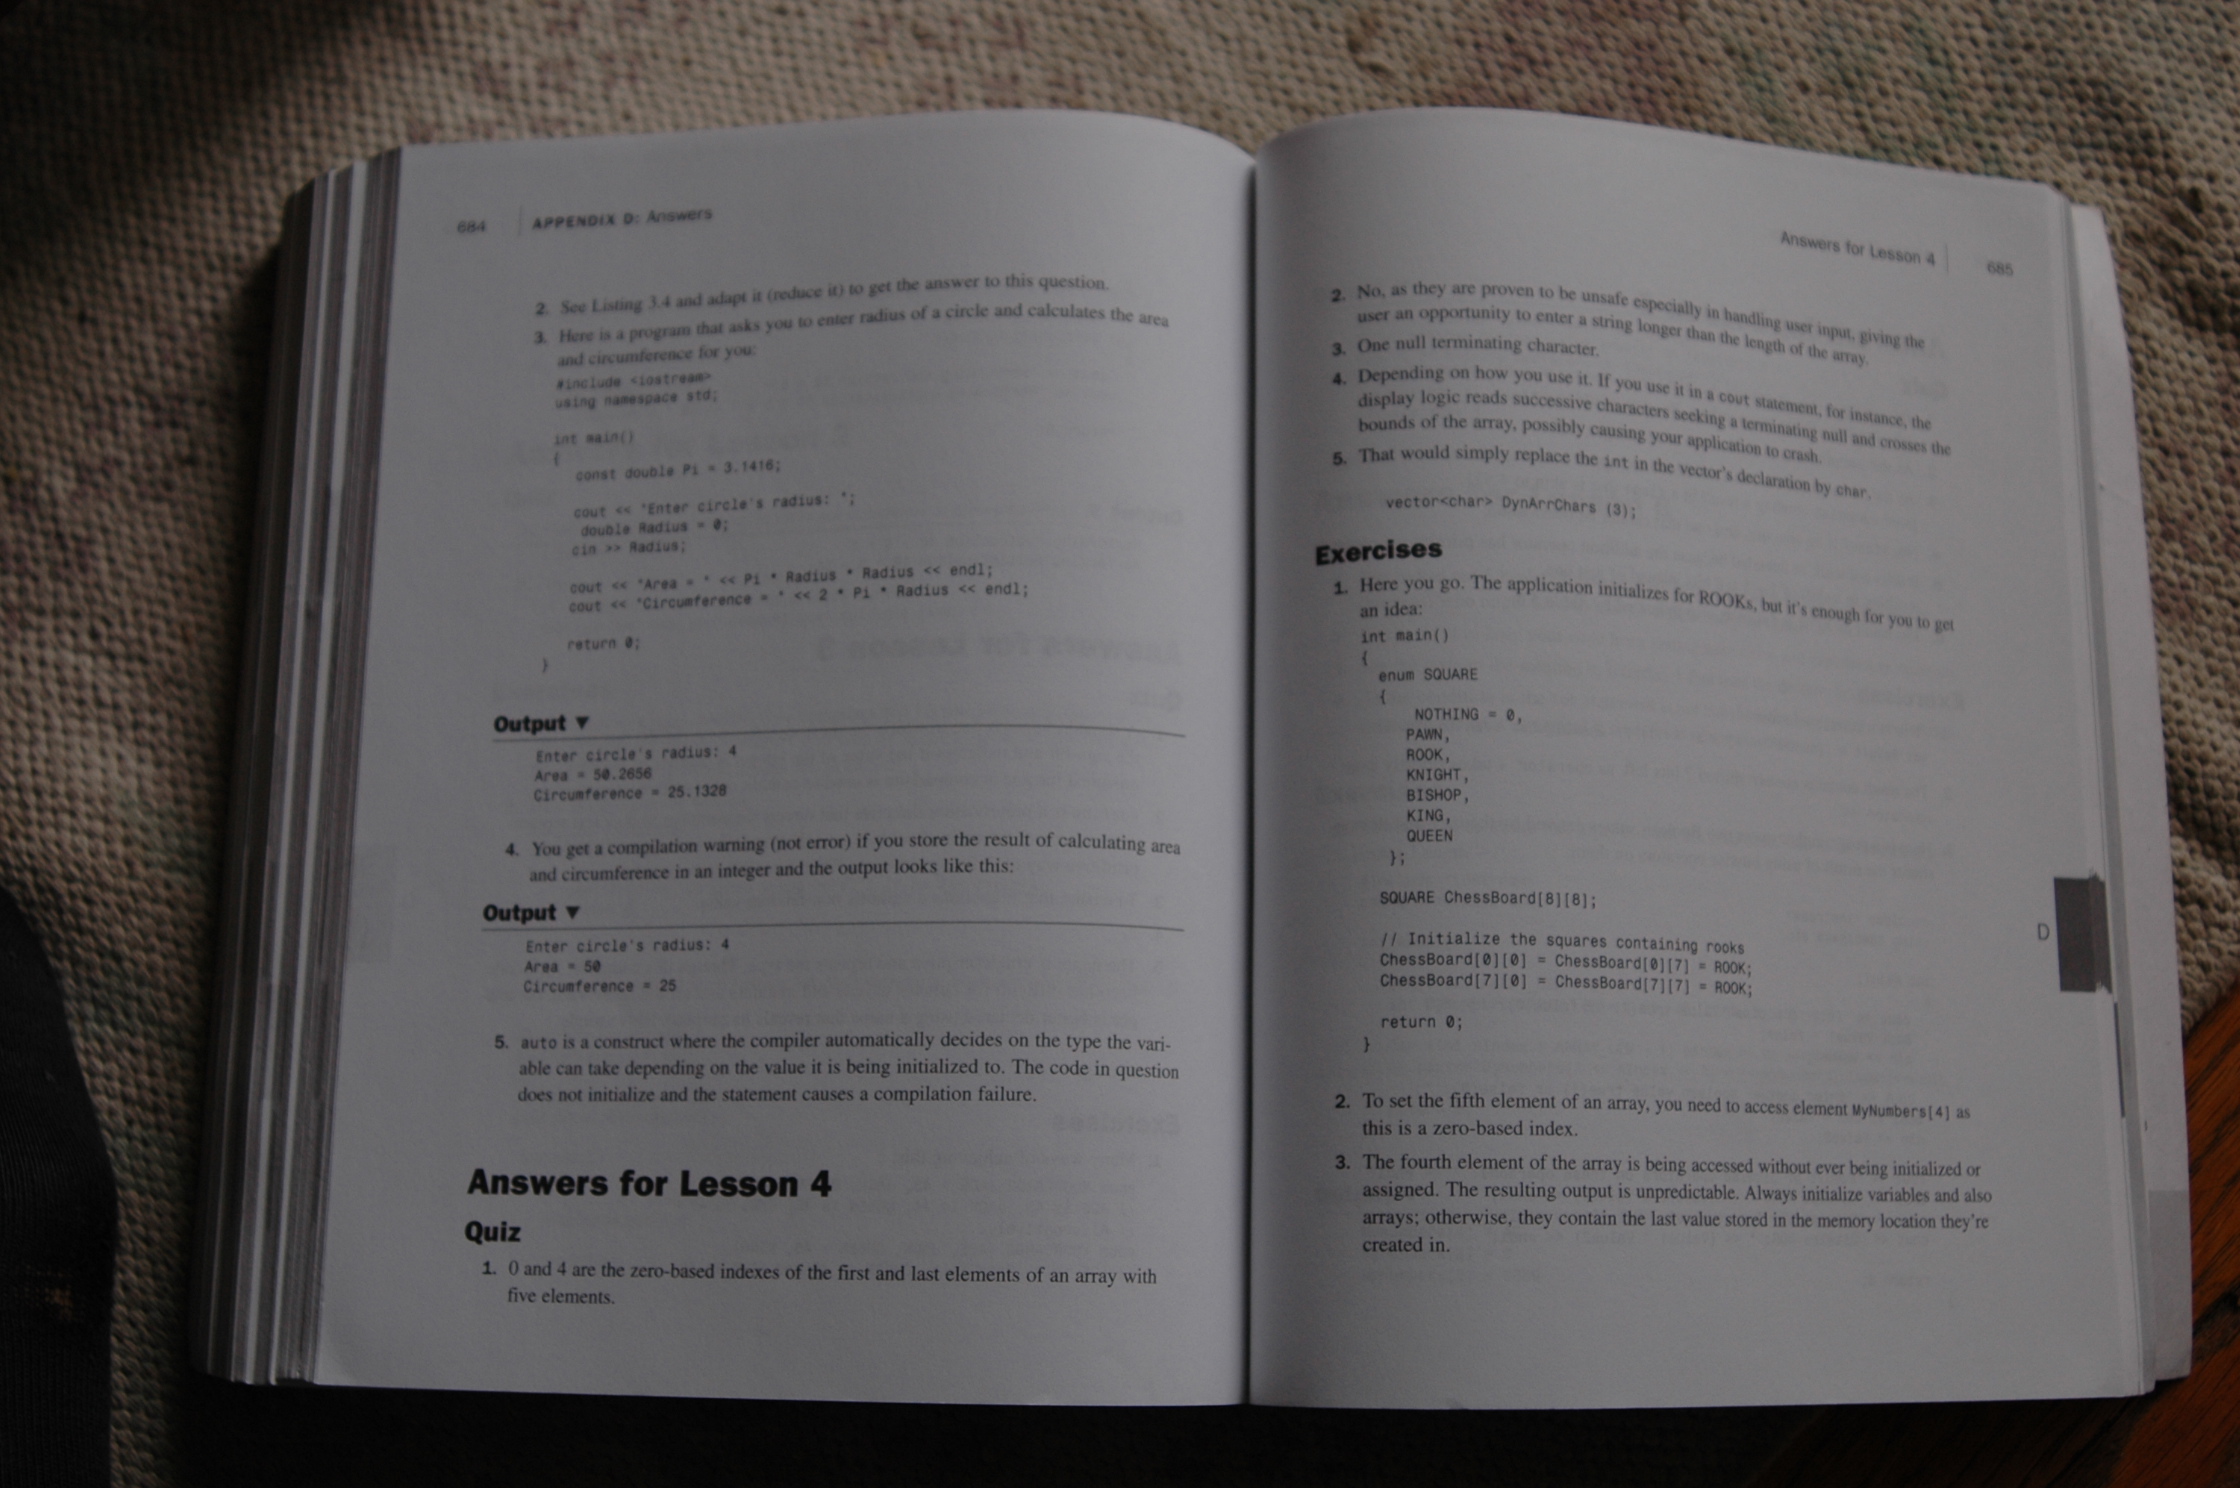 684 | APPENDIX D: Answers
2. See Listing 3.4 and adapt it (reduce it) to get the answer to this question.
3. Here is a program that asks you to enter radius of a circle and calculates the area
and circumference for you:
#include <iostream>
using namespace std;
int main()
{
const double Pi = 3.1416;
cout << "Enter circle's radius: ";
double Radius = 0;
cin >> Radius;
cout << "Area = " << Pi * Radius * Radius << endl;
cout << "Circumference = " << 2 * Pi * Radius << endl;
return 0;
}
Output ▼
Enter circle's radius: 4
Area = 50.2656
Circumference = 25.1328
4. You get a compilation warning (not error) if you store the result of calculating area
and circumference in an integer and the output looks like this:
Output ▼
Enter circle's radius: 4
Area = 50
Circumference = 25
5. auto is a construct where the compiler automatically decides on the type the vari-
able can take depending on the value it is being initialized to. The code in question
does not initialize and the statement causes a compilation failure.
Answers for Lesson 4
Quiz
1. 0 and 4 are the zero-based indexes of the first and last elements of an array with
five elements.
Answers for Lesson 4 | 685
2. No, as they are proven to be unsafe especially in handling user input, giving the
user an opportunity to enter a string longer than the length of the array.
3. One null terminating character.
4. Depending on how you use it. If you use it in a cout statement, for instance, the
display logic reads successive characters seeking a terminating null and crosses the
bounds of the array, possibly causing your application to crash.
5. That would simply replace the int in the vector's declaration by char.
vector<char> DynArrChars (3);
Exercises
1. Here you go. The application initializes for ROOKs, but it's enough for you to get
an idea:
int main()
{
enum SQUARE
{
NOTHING = 0,
PAWN,
ROOK,
KNIGHT,
BISHOP,
KING,
QUEEN
};
SQUARE ChessBoard[8][8];
// Initialize the squares containing rooks
ChessBoard[0][0] = ChessBoard[0][7] = ROOK;
ChessBoard[7][0] = ChessBoard[7][7] = ROOK;
return 0;
}
2. To set the fifth element of an array, you need to access element MyNumbers[4] as
this is a zero-based index.
3. The fourth element of the array is being accessed without ever being initialized or
assigned. The resulting output is unpredictable. Always initialize variables and also
arrays; otherwise, they contain the last value stored in the memory location they're
created in.
D